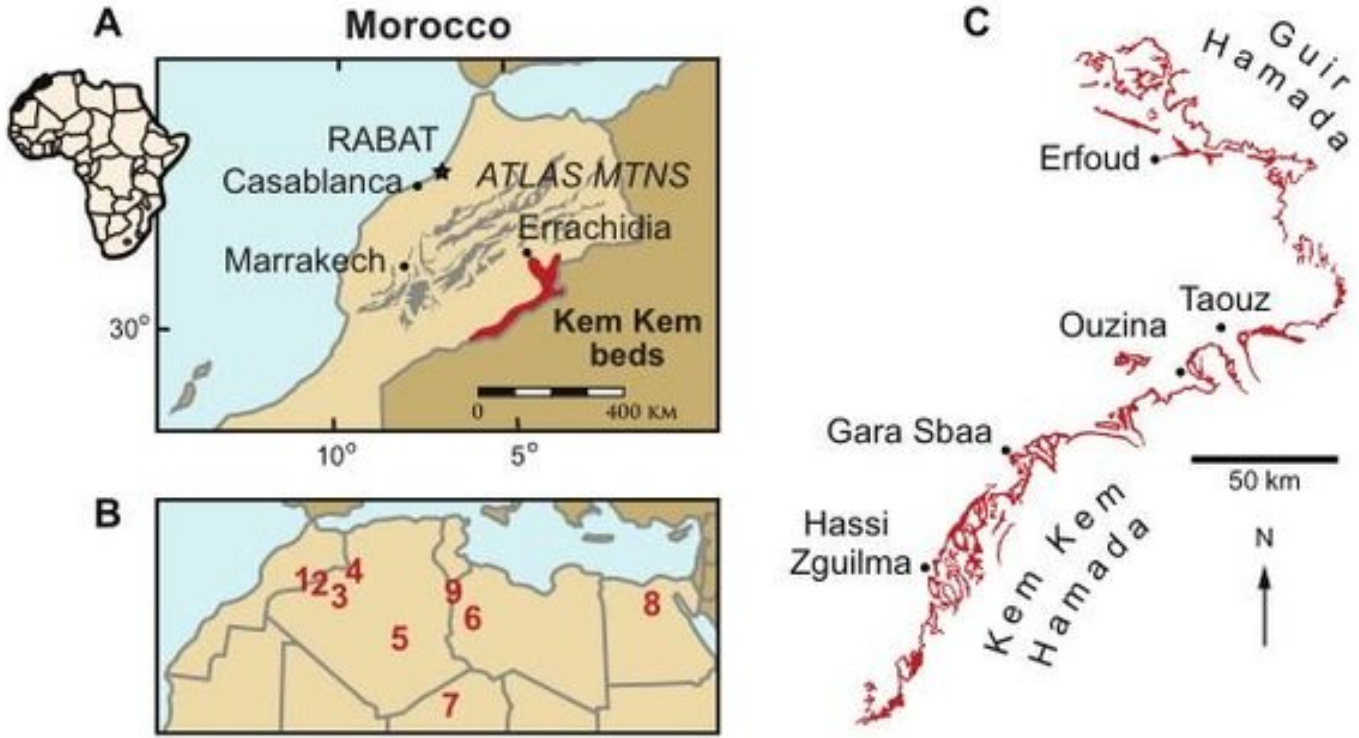 A
Morocco
RABAT
Casablanca
ATLAS MTNS
Errachidia
Marrakech
30°
Kem Kem
beds
0
400 KM
10°
5°
B
1
2
3
4
5
6
7
8
9
C
Guir
Hamada
Erfoud
Taouz
Ouzina
Gara Sbaa
50 km
Hassi
Zguilma
Kem Kem
Hamada
N